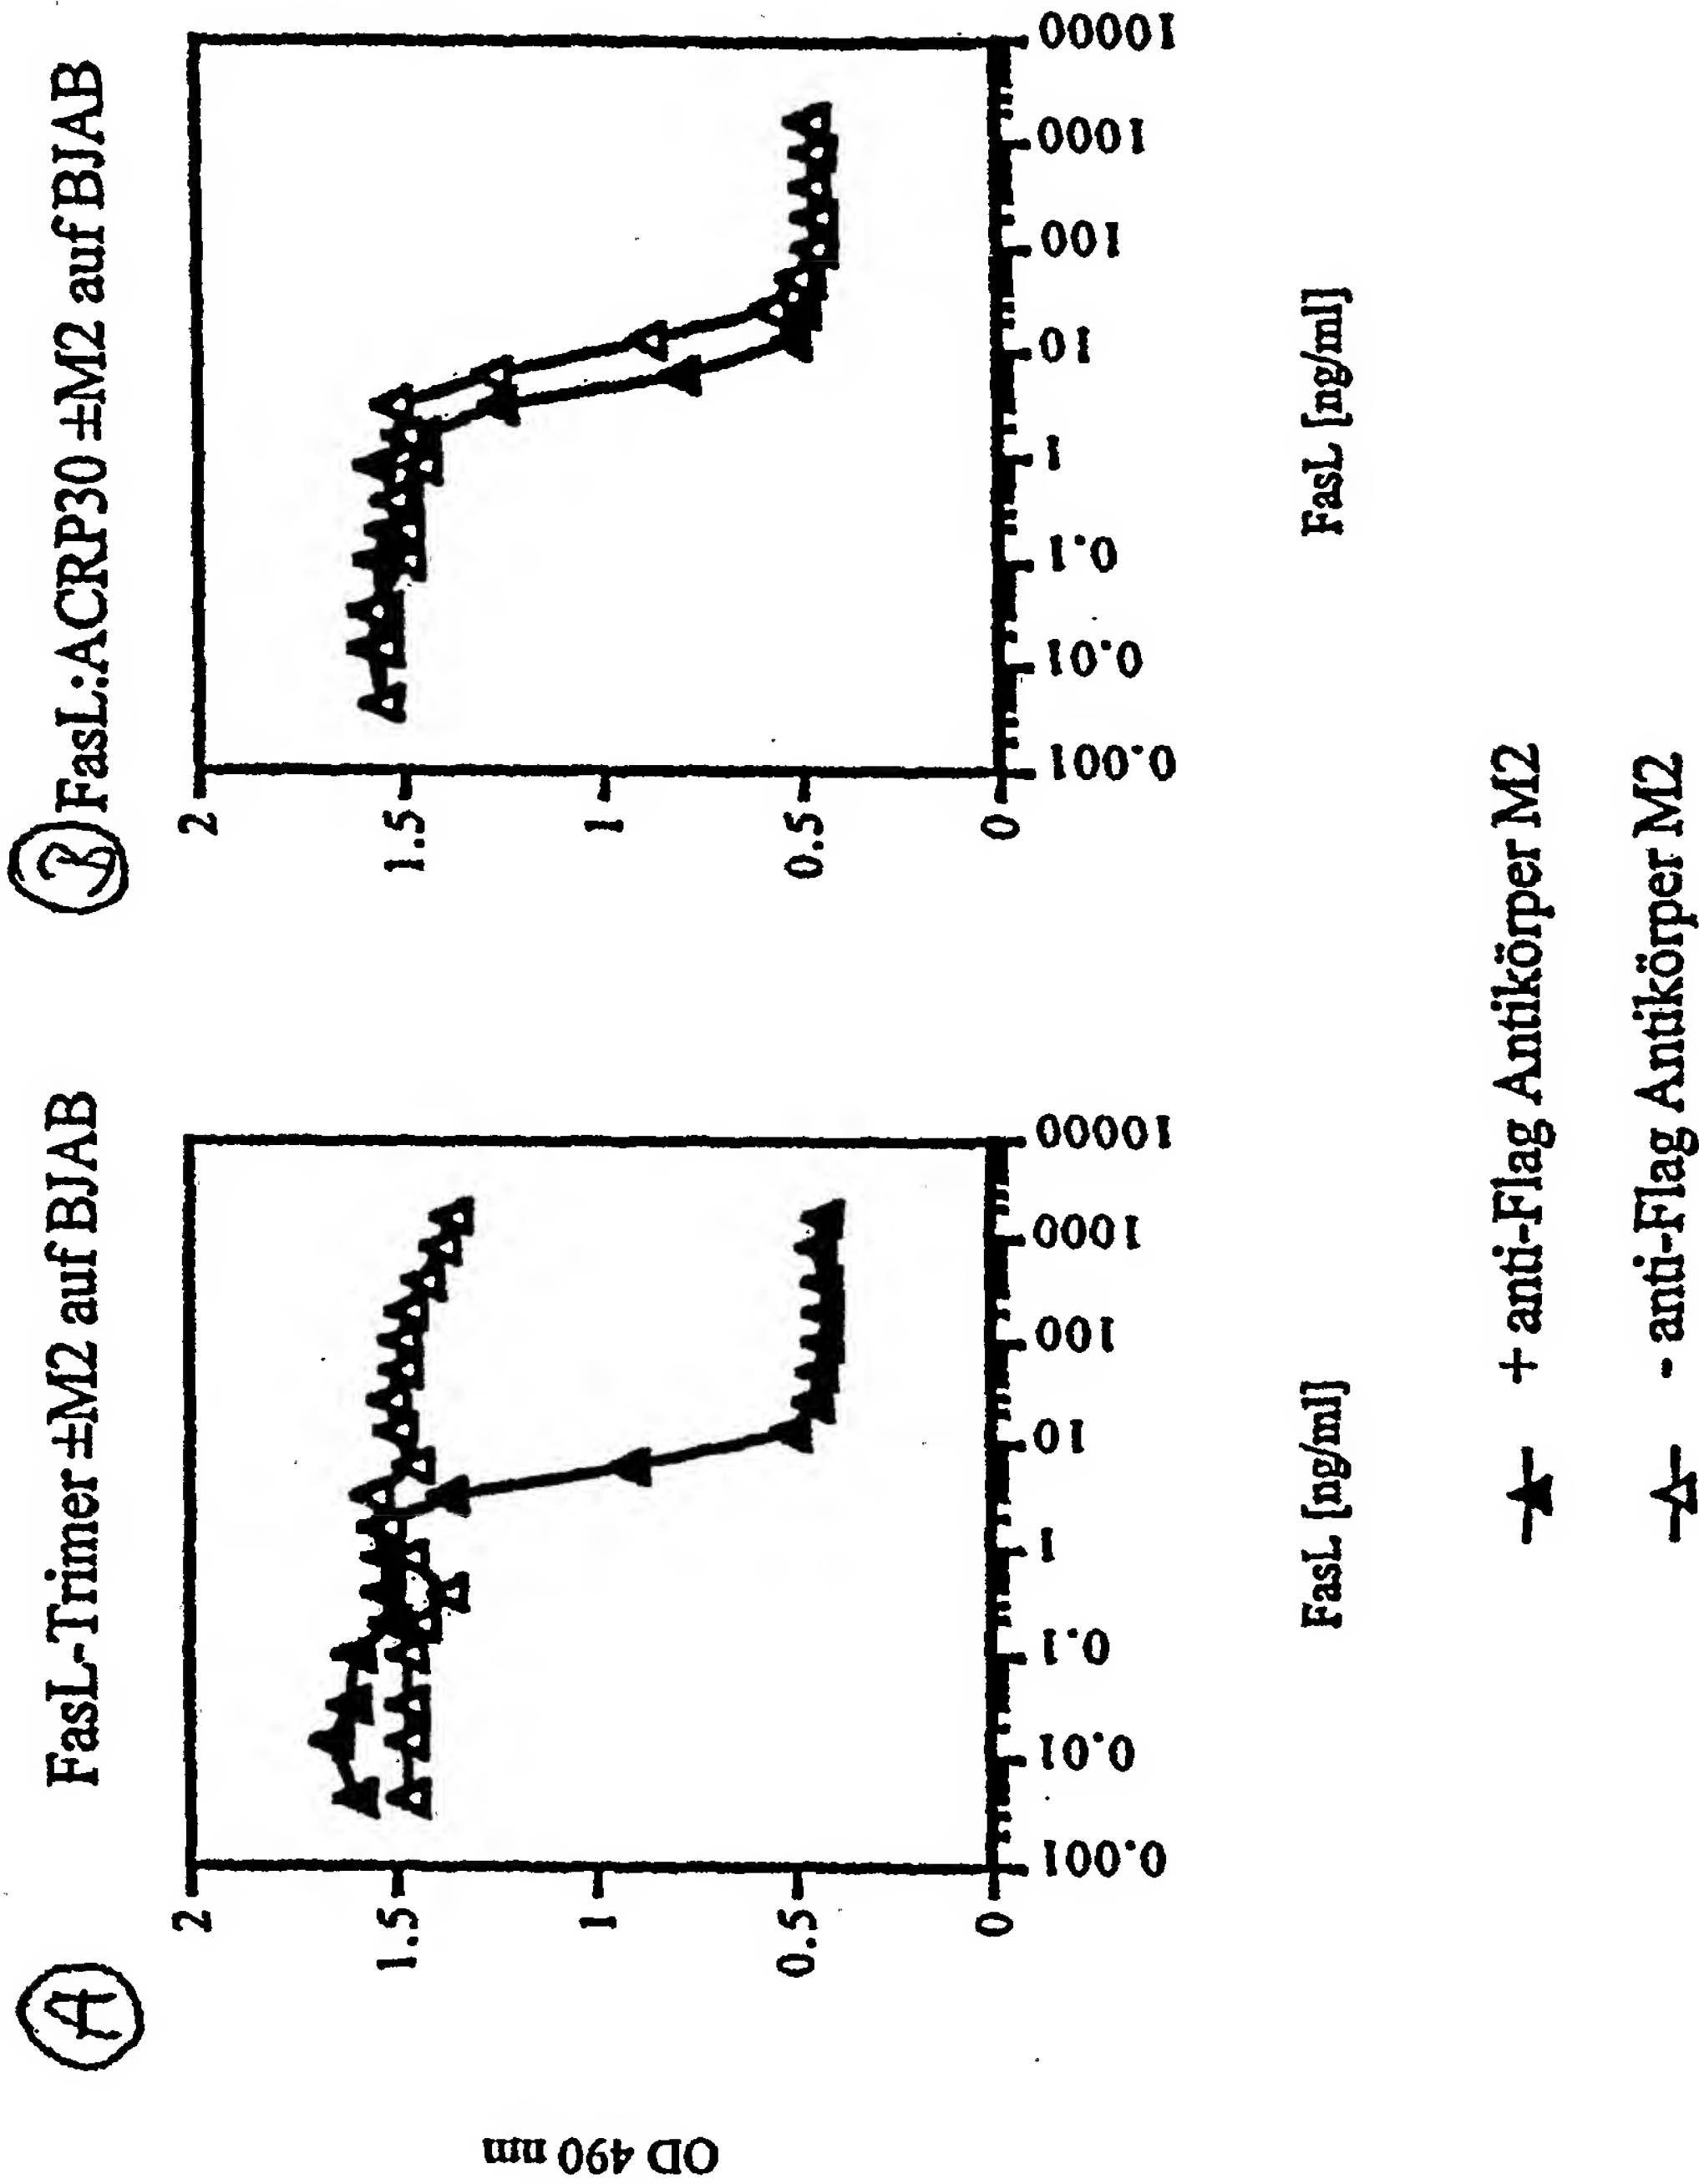 A
FasL-Trimer ±M2 auf BJAB
OD 490 nm
2
1.5
1
0.5
0
0.001
0.01
0.1
1
10
100
1000
10000
FasL [ng/ml]
B
FasL:ACRP30 ±M2 auf BJAB
2
1.5
1
0.5
0
0.001
0.01
0.1
1
10
100
1000
10000
FasL [ng/ml]
+ anti-Flag Antikörper M2
- anti-Flag Antikörper M2